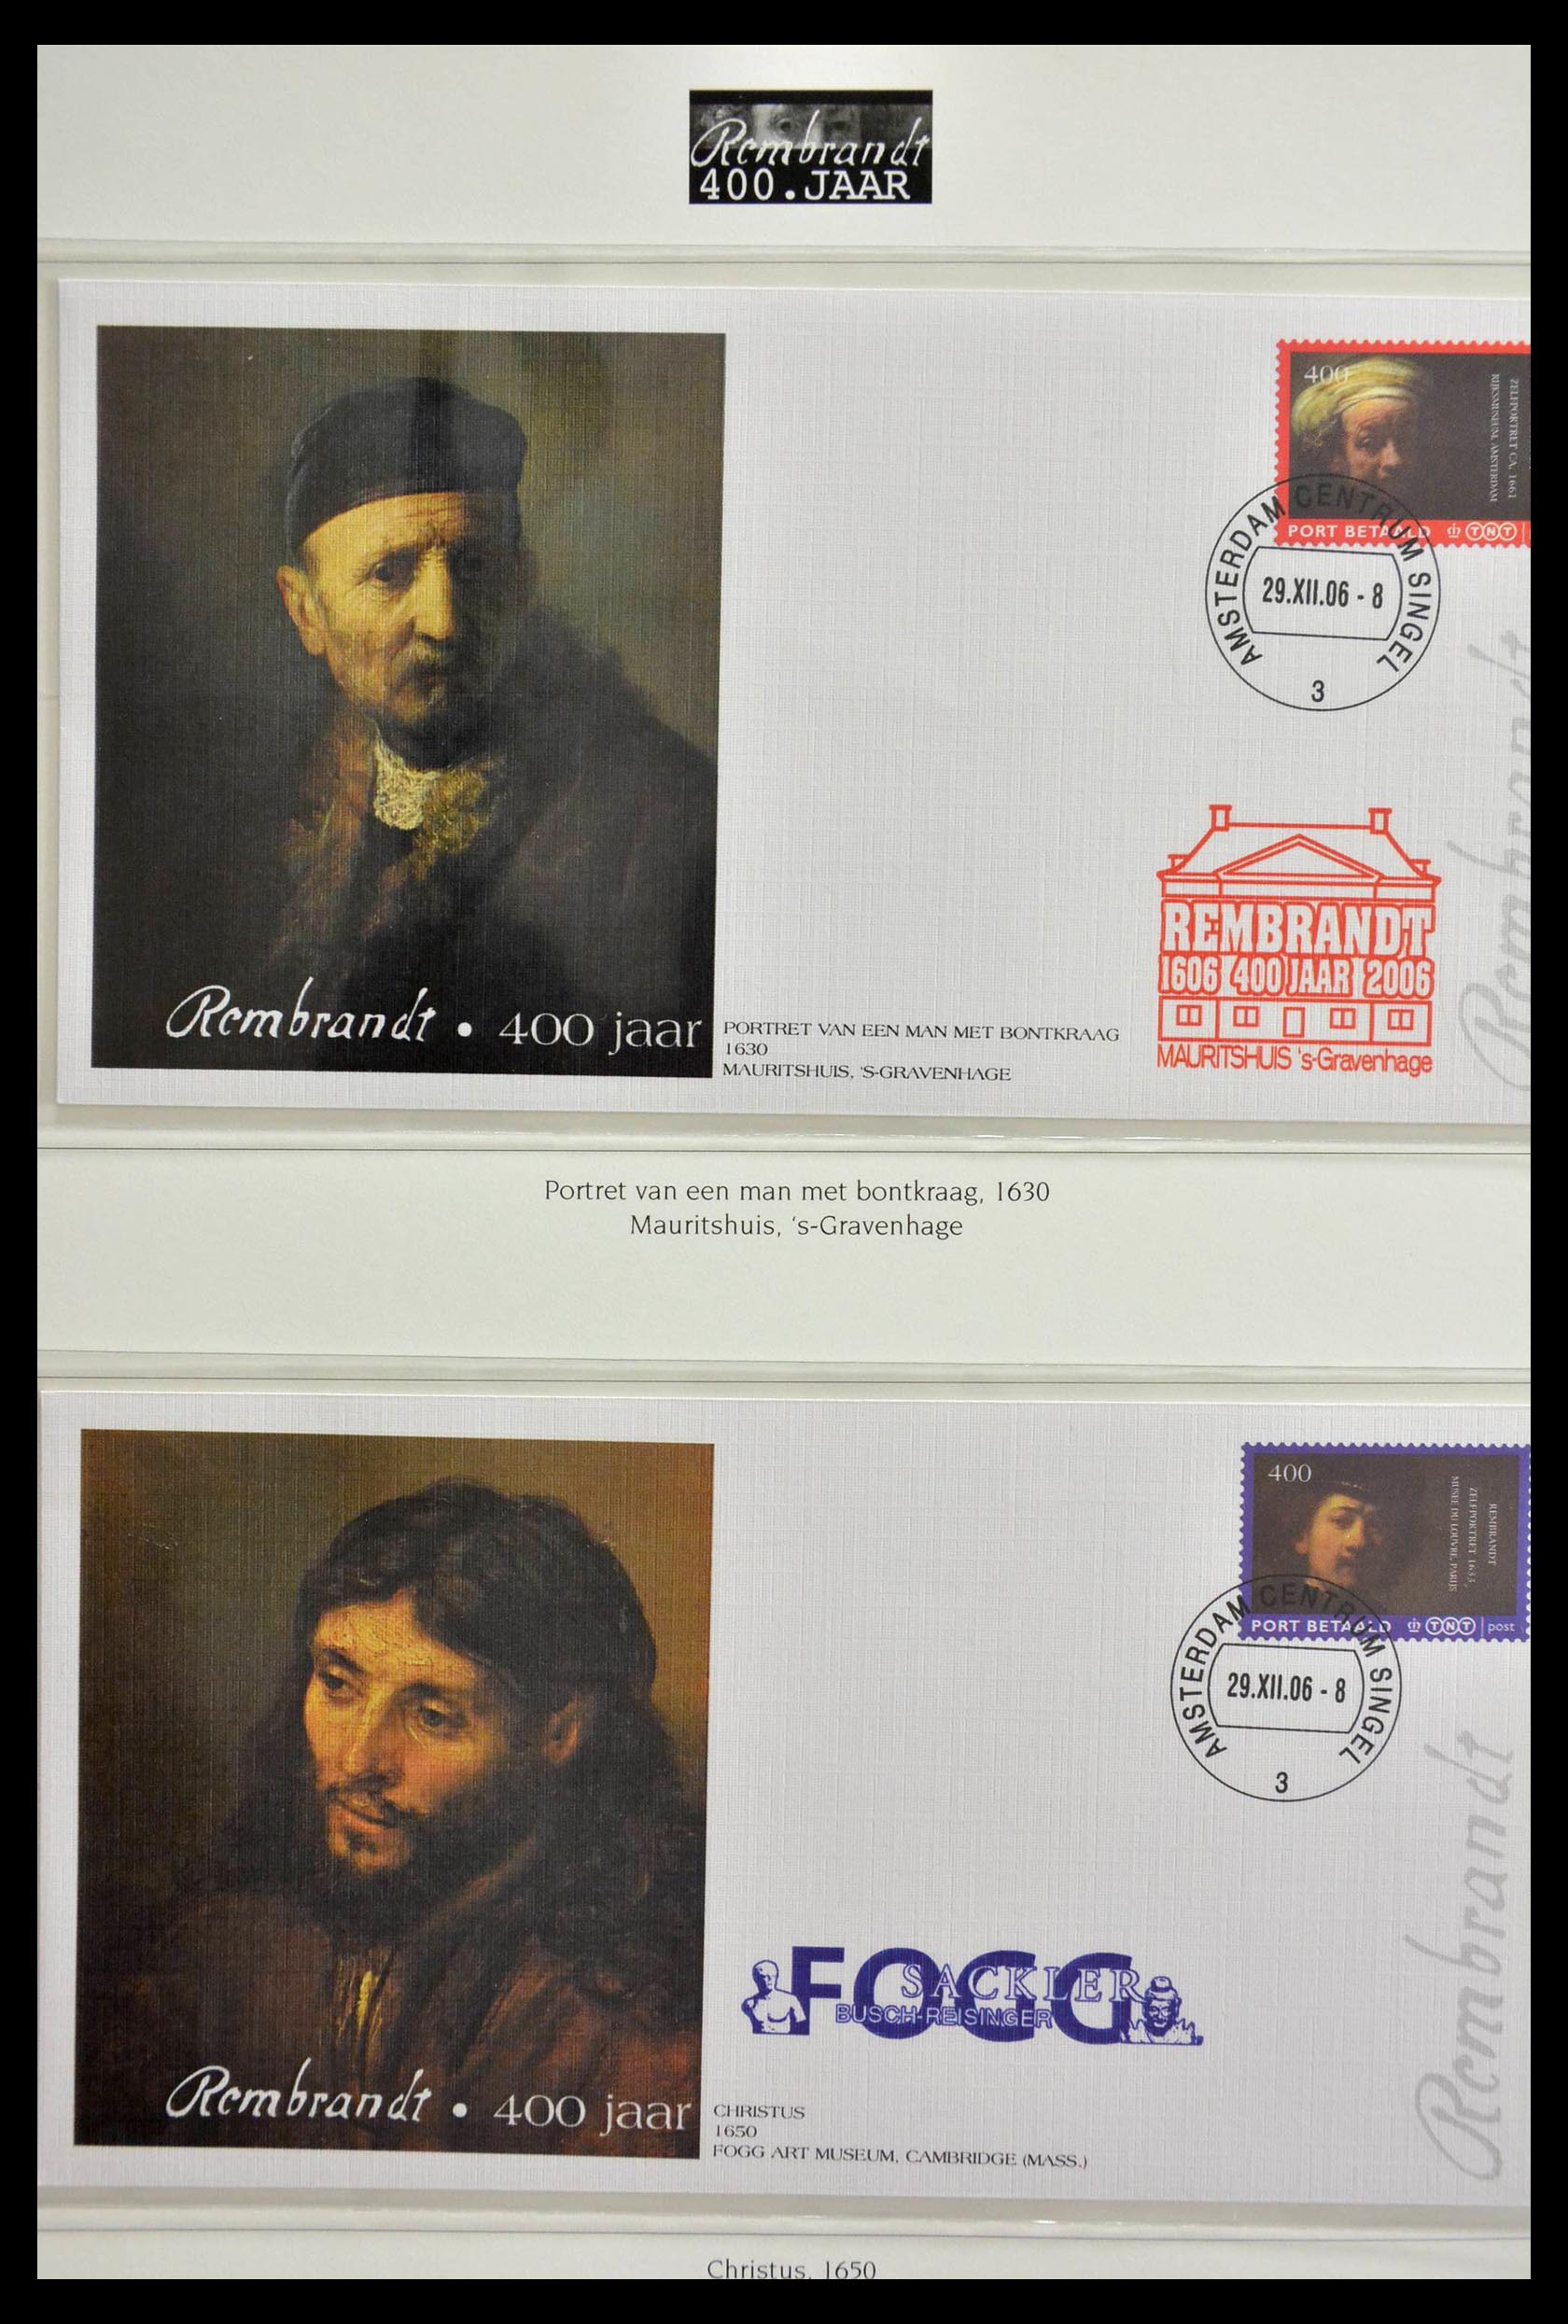 Rembrandt
400.JAAR
400
ZELFPORTRET CA. 1661
RIJKSMUSEUM, AMSTERDAM
PORT BETAALD TNT
AMSTERDAM CENTRUM SINGEL
29.XII.06 - 8
3
Rembrandt
REMBRANDT
1606 400 JAAR 2006
MAURITSHUIS 's-Gravenhage
Rembrandt • 400 jaar
PORTRET VAN EEN MAN MET BONTKRAAG
1630
MAURITSHUIS, 'S-GRAVENHAGE
Portret van een man met bontkraag, 1630
Mauritshuis, ‘s-Gravenhage
400
REMBRANDT
ZELFPORTRET 1633,
MUSÉE DU LOUVRE, PARIJS
PORT BETAALD TNT post
AMSTERDAM CENTRUM SINGEL
29.XII.06 - 8
3
Rembrandt
FOGG
SACKLER
BUSCH-REISINGER
Rembrandt • 400 jaar
CHRISTUS
1650
FOGG ART MUSEUM, CAMBRIDGE (MASS.)
Christus, 1650